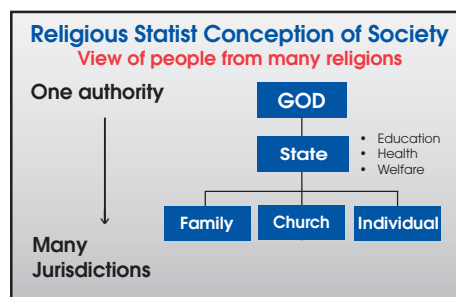 Religious Statist Conception of Society
View of people from many religions
One authority
GOD
State
• Education
• Health
• Welfare
Family
Church
Individual
Many
Jurisdictions